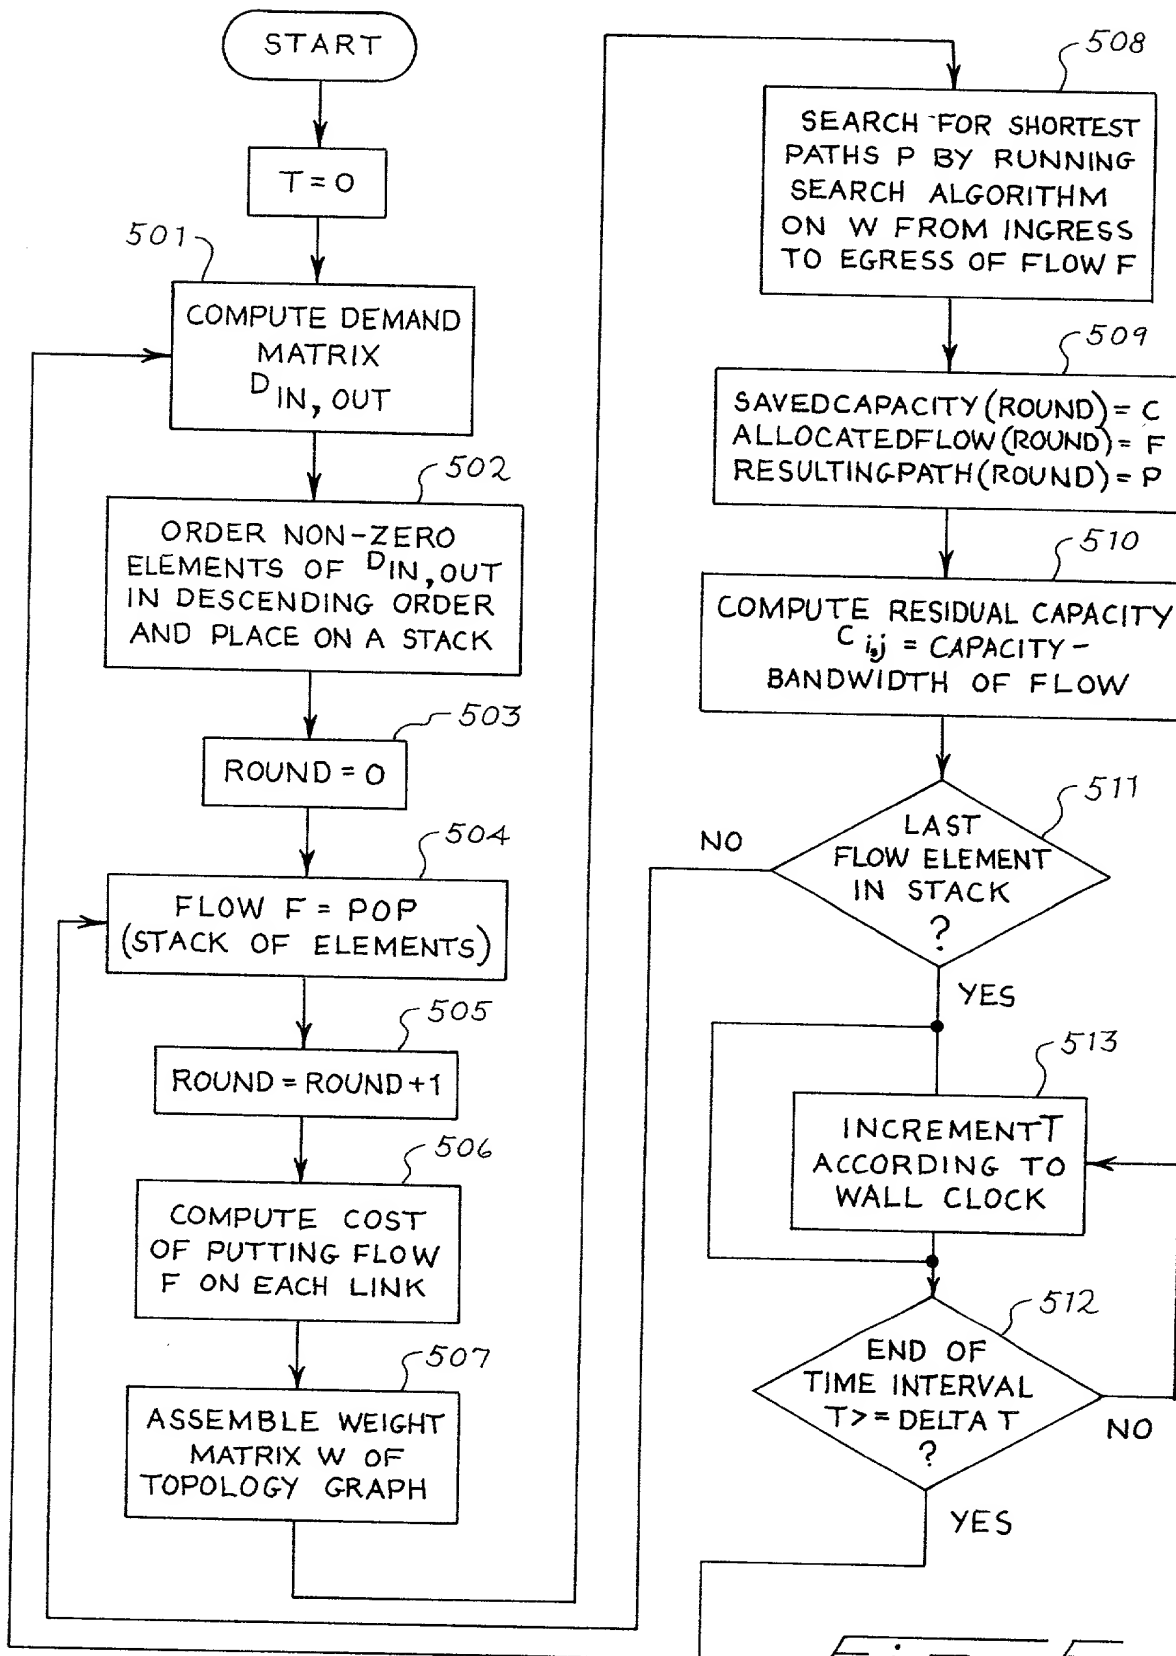 START
T = 0
501
COMPUTE DEMAND
MATRIX
D IN, OUT
502
ORDER NON-ZERO
ELEMENTS OF D IN, OUT
IN DESCENDING ORDER
AND PLACE ON A STACK
503
ROUND = 0
504
FLOW F = POP
(STACK OF ELEMENTS)
505
ROUND = ROUND+1
506
COMPUTE COST
OF PUTTING FLOW
F ON EACH LINK
507
ASSEMBLE WEIGHT
MATRIX W OF
TOPOLOGY GRAPH
508
SEARCH FOR SHORTEST
PATHS P BY RUNNING
SEARCH ALGORITHM
ON W FROM INGRESS
TO EGRESS OF FLOW F
509
SAVEDCAPACITY (ROUND) = C
ALLOCATEDFLOW (ROUND) = F
RESULTINGPATH (ROUND) = P
510
COMPUTE RESIDUAL CAPACITY
C i,j = CAPACITY -
BANDWIDTH OF FLOW
511
LAST
FLOW ELEMENT
IN STACK
?
NO
YES
513
INCREMENT T
ACCORDING TO
WALL CLOCK
512
END OF
TIME INTERVAL
T >= DELTA T
?
NO
YES